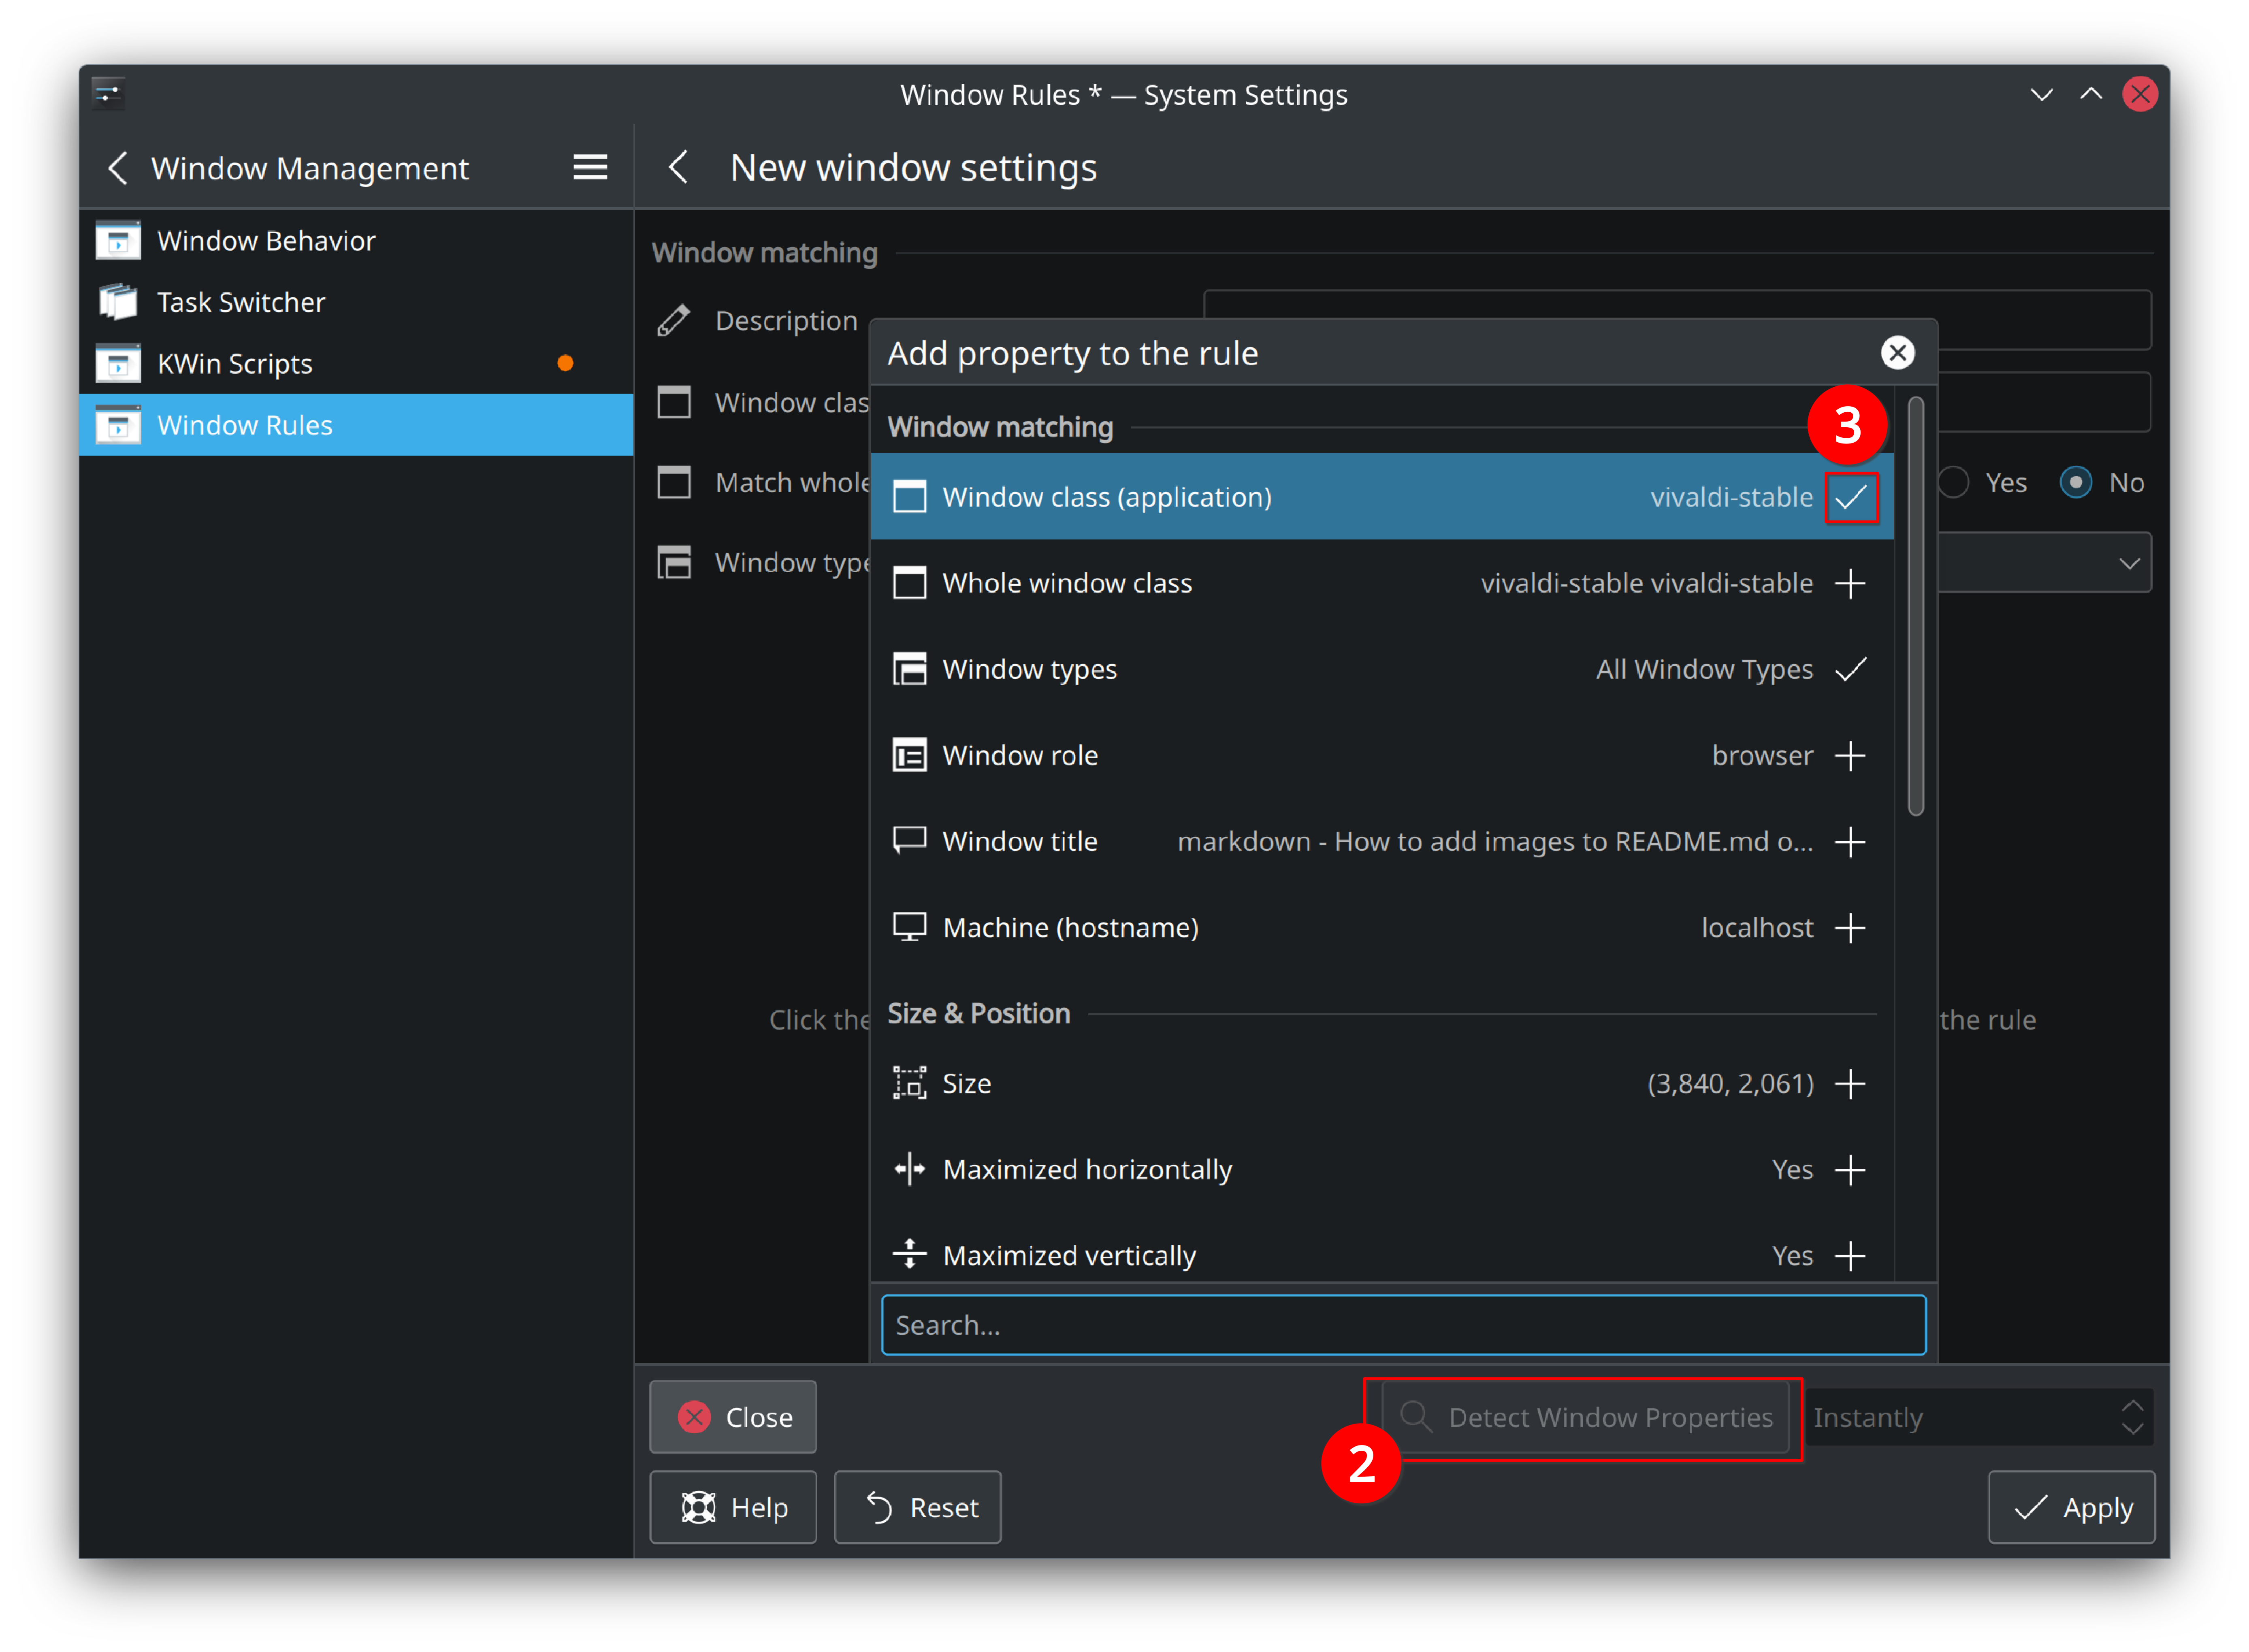 Window Rules * — System Settings
Window Management
New window settings
Window Behavior
Task Switcher
KWin Scripts
Window Rules
Window matching
Description
Window clas
Match whole
Yes
No
Window type
Click the
the rule
Add property to the rule
Window matching
3
Window class (application) vivaldi-stable
Whole window class vivaldi-stable vivaldi-stable
Window types All Window Types
Window role browser
Window title markdown - How to add images to README.md o...
Machine (hostname) localhost
Size & Position
Size (3,840, 2,061)
Maximized horizontally Yes
Maximized vertically Yes
Search...
Close
Detect Window Properties
Instantly
2
Help
Reset
Apply